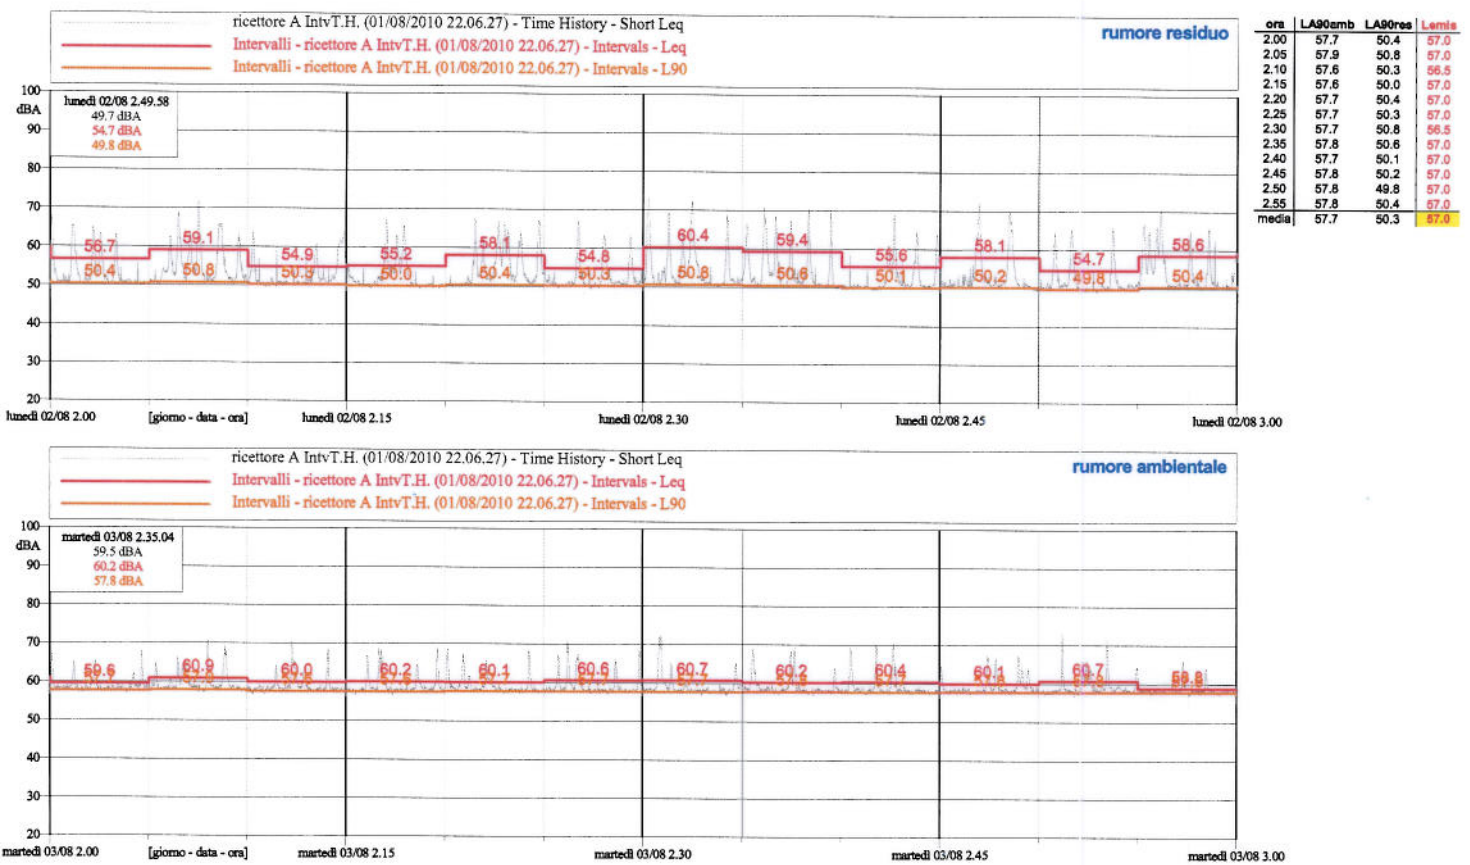 ricettore A IntvT.H. (01/08/2010 22.06.27) - Time History - Short Leq
Intervalli - ricettore A IntvT.H. (01/08/2010 22.06.27) - Intervals - Leq
Intervalli - ricettore A IntvT.H. (01/08/2010 22.06.27) - Intervals - L90
rumore residuo
ora LA90amb LA90res Lemis
2.00 57.7 50.4 57.0
2.05 57.9 50.8 57.0
2.10 57.6 50.3 56.5
2.15 57.6 50.0 57.0
2.20 57.7 50.4 57.0
2.25 57.7 50.3 57.0
2.30 57.7 50.8 56.5
2.35 57.8 50.6 57.0
2.40 57.7 50.1 57.0
2.45 57.8 50.2 57.0
2.50 57.8 49.8 57.0
2.55 57.8 50.4 57.0
media 57.7 50.3 57.0
100
dBA
90
80
70
60
50
40
30
20
lunedì 02/08 2.49.58
49.7 dBA
54.7 dBA
49.8 dBA
56.7 59.1 54.9 55.2 58.1 54.8 60.4 59.4 55.6 58.1 54.7 58.6
50.4 50.8 50.3 50.0 50.4 50.3 50.8 50.6 50.1 50.2 49.8 50.4
lunedì 02/08 2.00 [giorno - data - ora] lunedì 02/08 2.15 lunedì 02/08 2.30 lunedì 02/08 2.45 lunedì 02/08 3.00
ricettore A IntvT.H. (01/08/2010 22.06.27) - Time History - Short Leq
Intervalli - ricettore A IntvT.H. (01/08/2010 22.06.27) - Intervals - Leq
Intervalli - ricettore A IntvT.H. (01/08/2010 22.06.27) - Intervals - L90
rumore ambientale
100
dBA
90
80
70
60
50
40
30
20
martedì 03/08 2.35.04
59.5 dBA
60.2 dBA
57.8 dBA
59.6 60.9 60.0 60.2 60.1 60.6 60.7 60.2 60.4 60.1 60.7 58.8
martedì 03/08 2.00 [giorno - data - ora] martedì 03/08 2.15 martedì 03/08 2.30 martedì 03/08 2.45 martedì 03/08 3.00